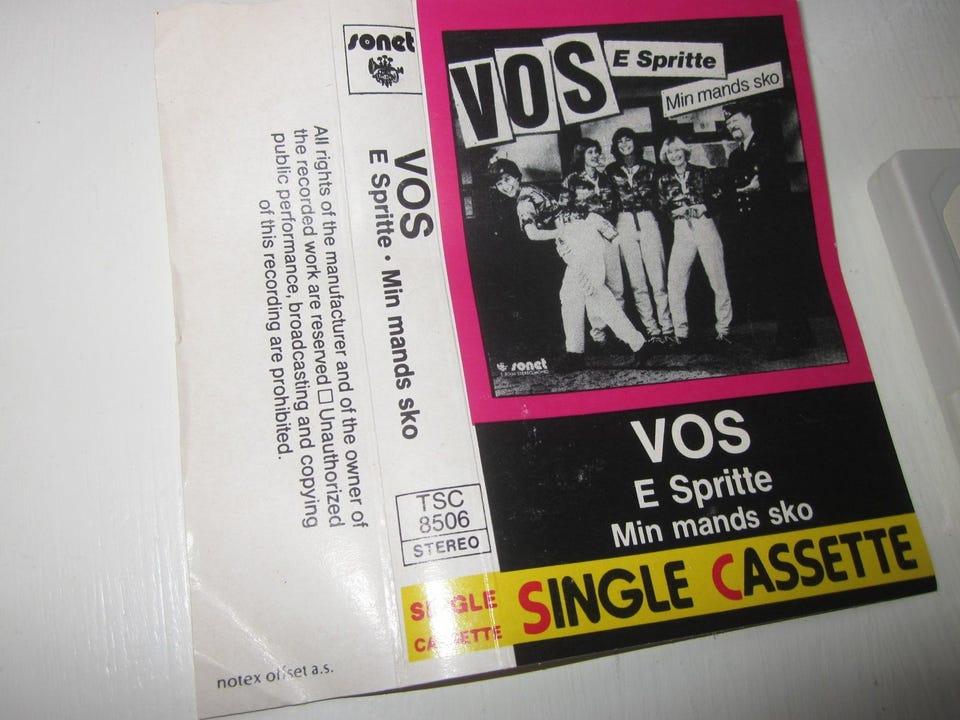 sonet
All rights of the manufacturer and of the owner of
the recorded work are reserved □ Unauthorized
public performance, broadcasting and copying
of this recording are prohibited.
notex offset a.s.
VOS
E Spritte • Min mands sko
TSC
8506
STEREO
SINGLE
CASSETTE
VOS
E Spritte
Min mands sko
sonet
VOS
E Spritte
Min mands sko
SINGLE CASSETTE